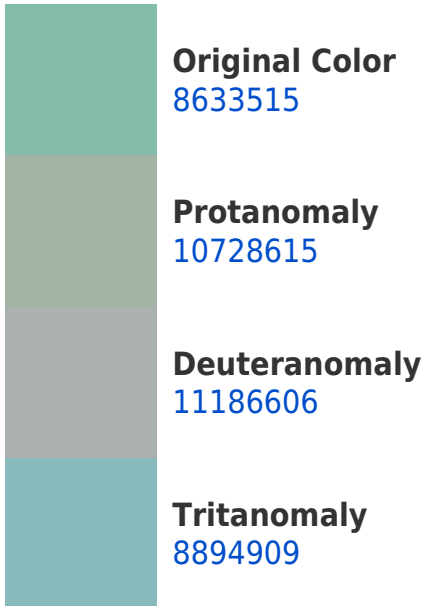 Original Color
8633515
Protanomaly
10728615
Deuteranomaly
11186606
Tritanomaly
8894909